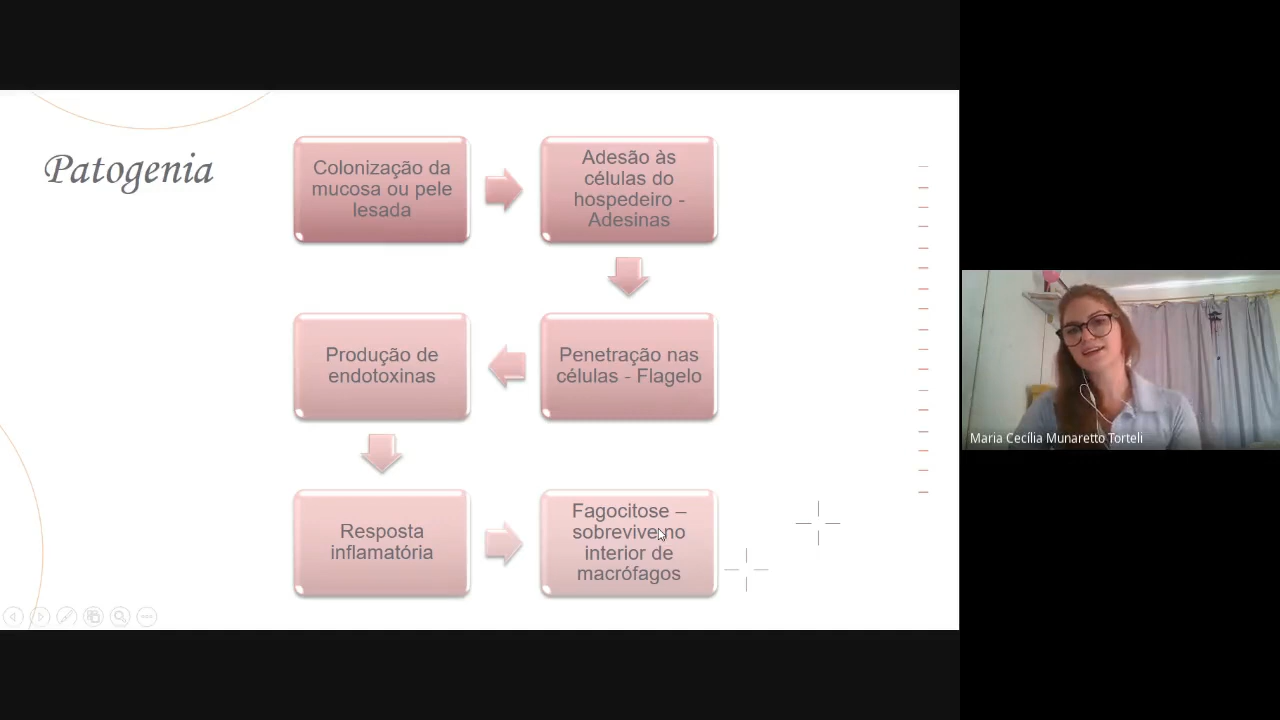 Patogenia
Colonização da
mucosa ou pele
lesada
Adesão às
células do
hospedeiro -
Adesinas
Penetração nas
células - Flagelo
Produção de
endotoxinas
Resposta
inflamatória
Fagocitose –
sobrevive no
interior de
macrófagos
Maria Cecília Munaretto Torteli